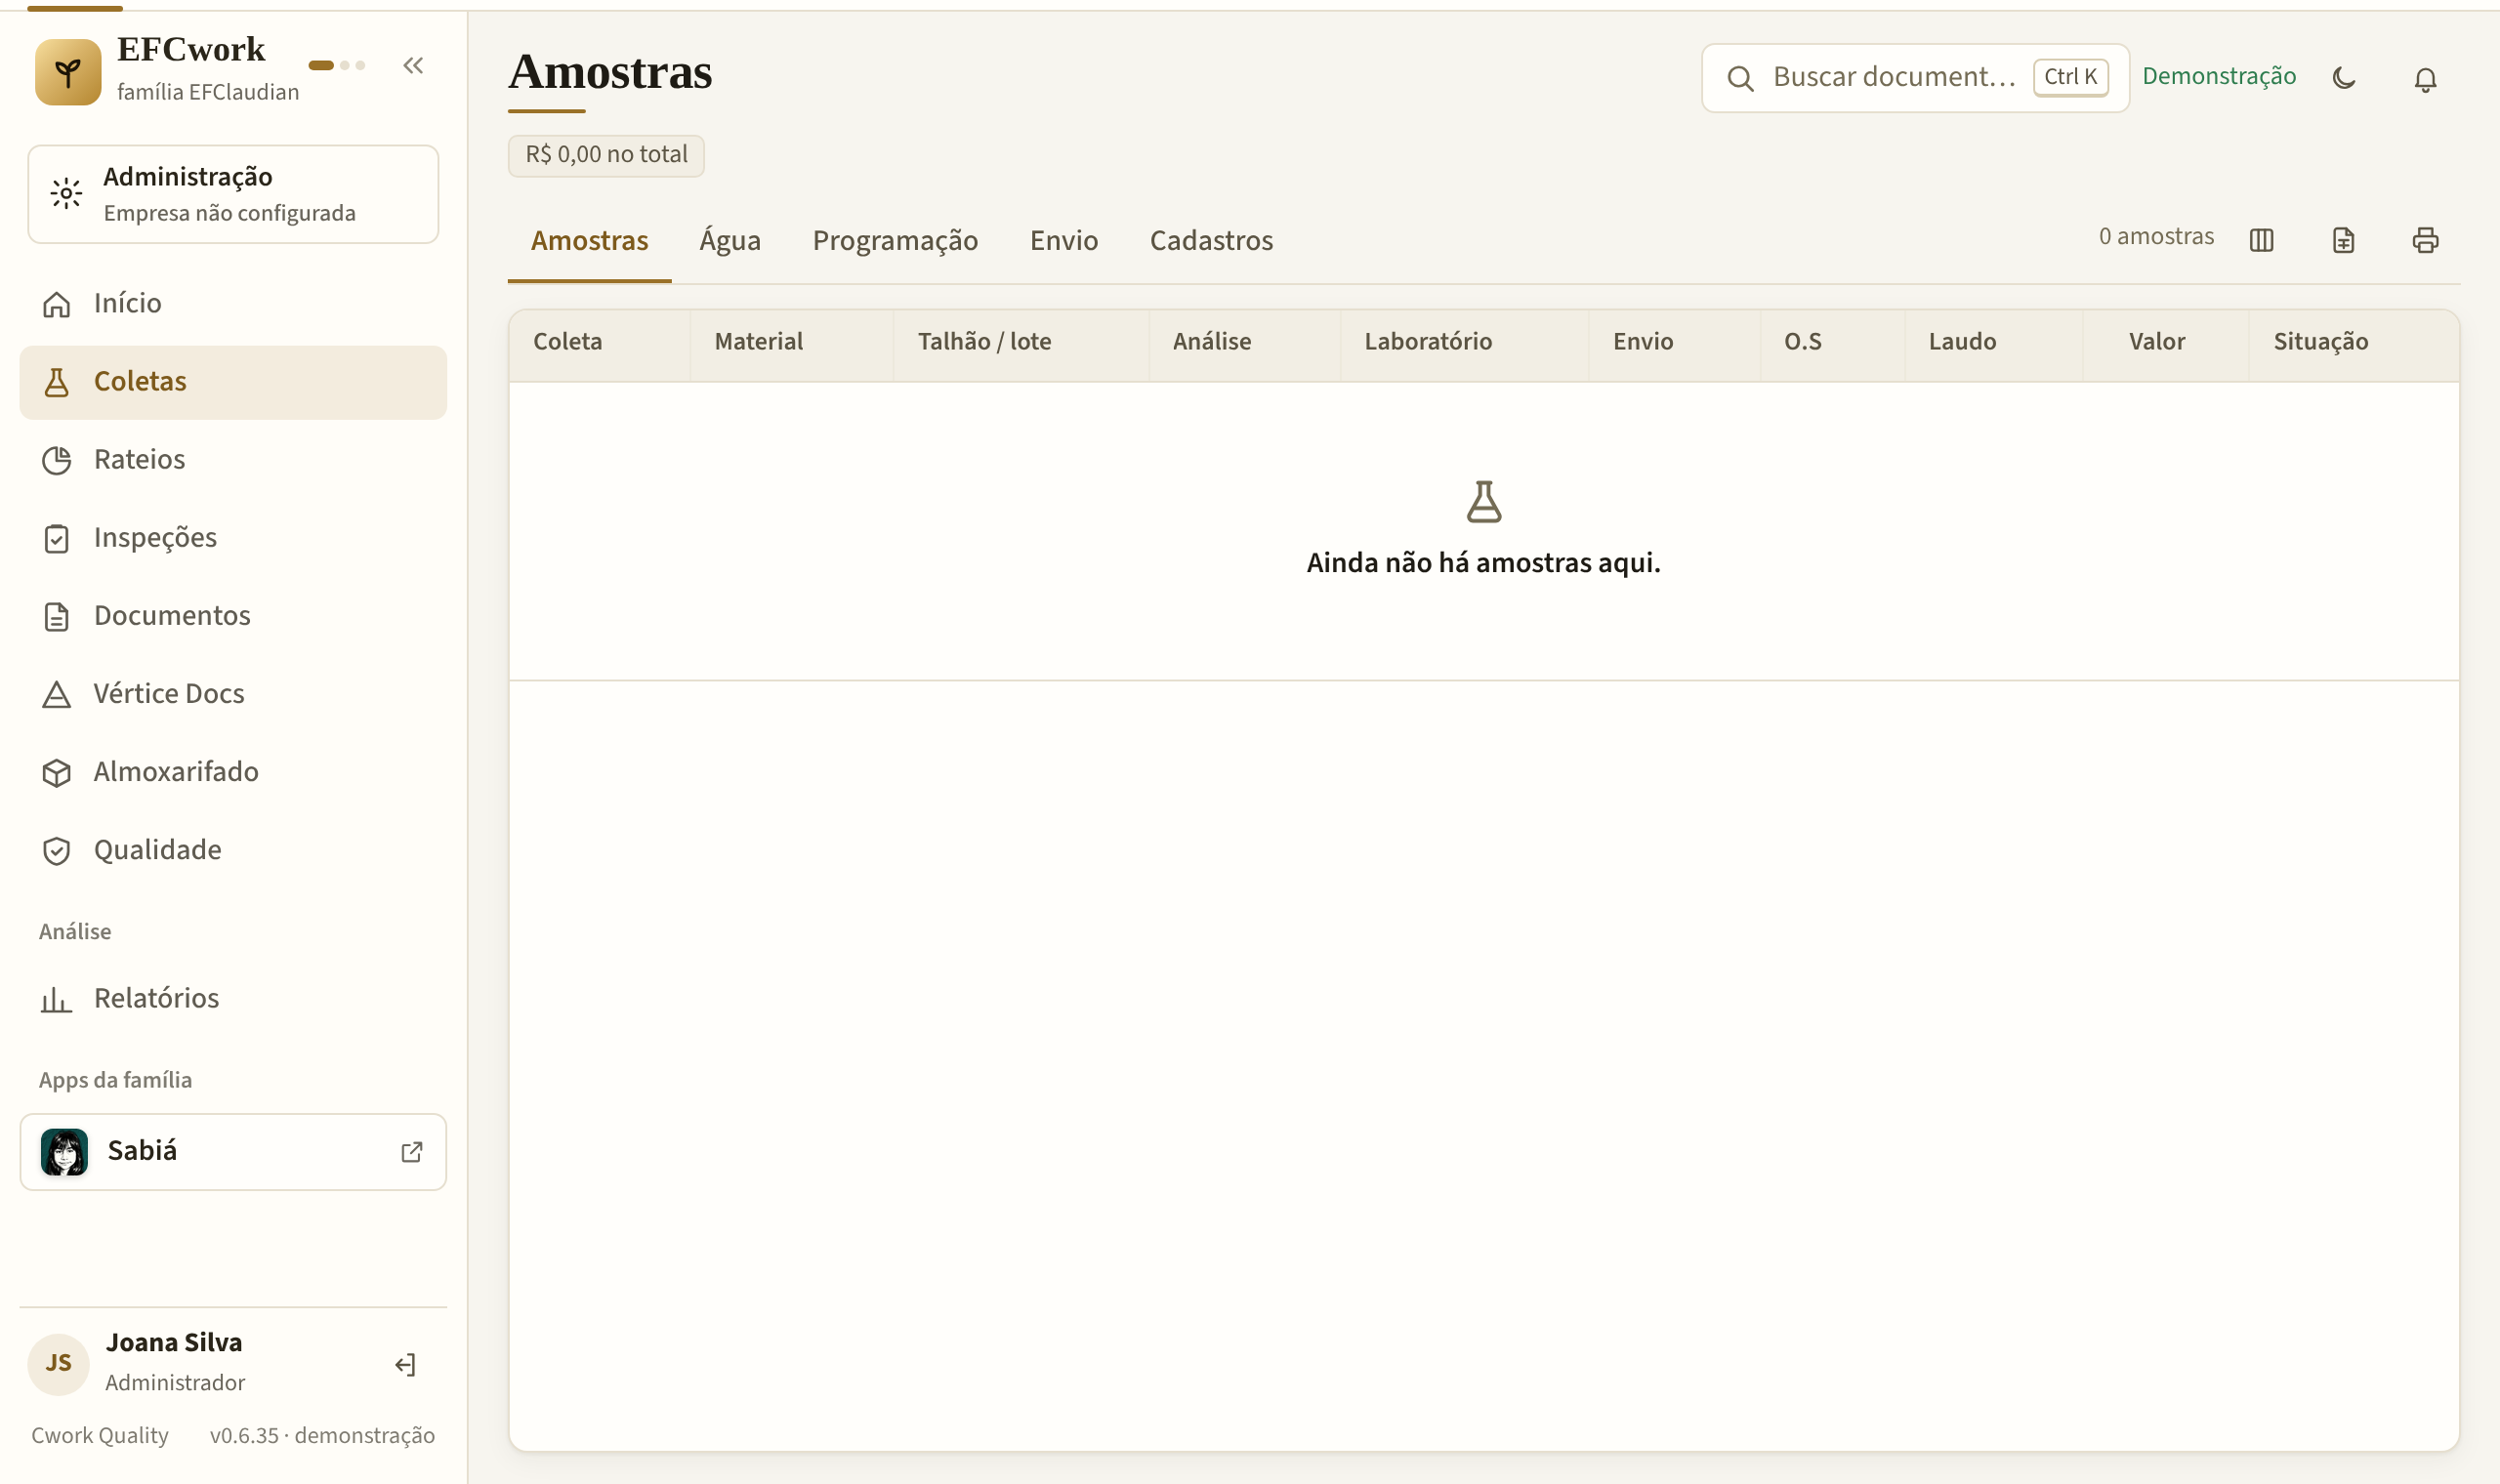 EFCwork
família EFClaudian
Administração
Empresa não configurada
Início
Coletas
Rateios
Inspeções
Documentos
Vértice Docs
Almoxarifado
Qualidade
Análise
Relatórios
Apps da família
Sabiá
JS
Joana Silva
Administrador
Cwork Quality v0.6.35 · demonstração
Amostras
Buscar document… Ctrl K Demonstração
R$ 0,00 no total
Amostras Água Programação Envio Cadastros 0 amostras
Coleta Material Talhão / lote Análise Laboratório Envio O.S Laudo Valor Situação
Ainda não há amostras aqui.